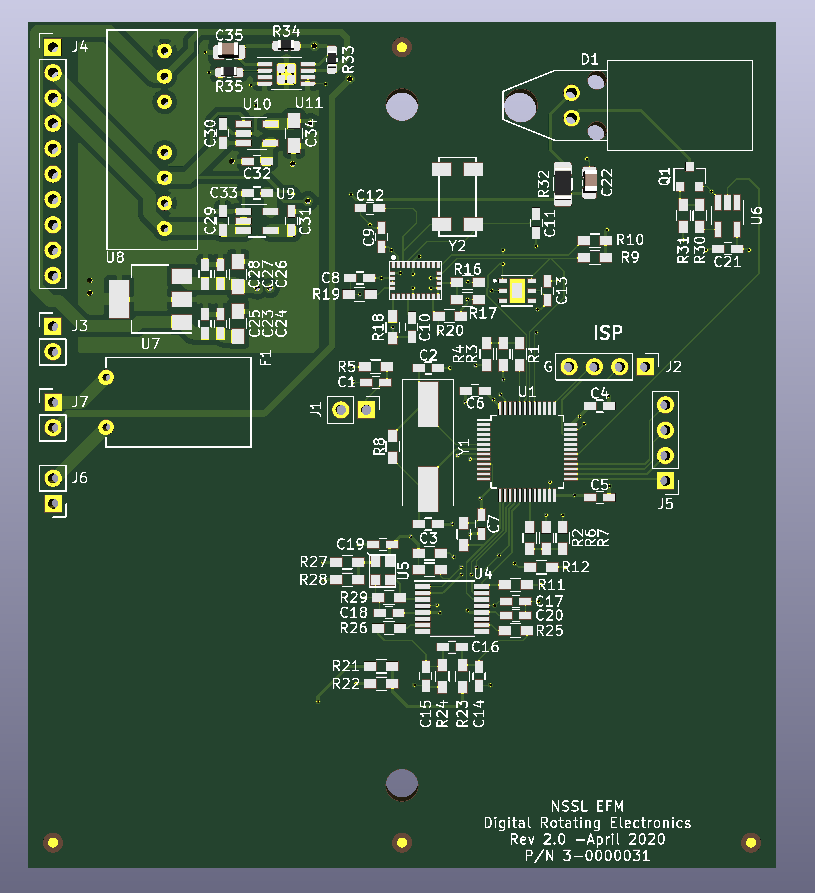 C35
R34
J4
R33
D1
R35
U10
U11
C30
C34
C32
C33
U9
R32
C22
Q1
C12
C29
C31
C9
C11
U6
Y2
R10
R31
R30
U8
R9
C21
C28
C27
C26
C8
R16
C13
R19
R17
R18
C10
R20
J3
C25
C23
C24
ISP
U7
F1
R4
R3
R1
C2
R5
G
J2
C1
J7
C6
U1
C4
J1
R8
Y1
J6
C5
J5
C7
C3
R2
R6
R7
C19
R27
R12
U5
U4
R28
R11
R29
C17
C18
C20
R26
R25
C16
R21
R22
C15
R24
R23
C14
NSSL EFM
Digital Rotating Electronics
Rev 2.0 -April 2020
P/N 3-0000031